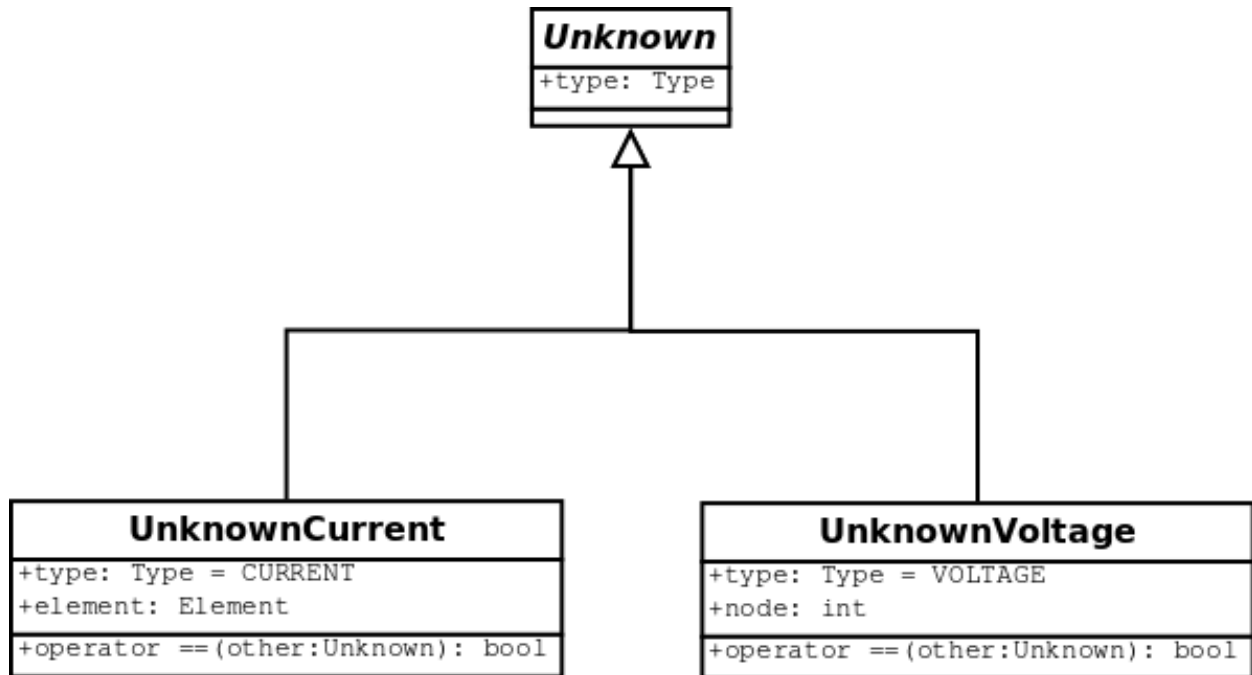 Unknown
+type: Type
UnknownCurrent
+type: Type = CURRENT
+element: Element
+operator ==(other:Unknown): bool
UnknownVoltage
+type: Type = VOLTAGE
+node: int
+operator ==(other:Unknown): bool